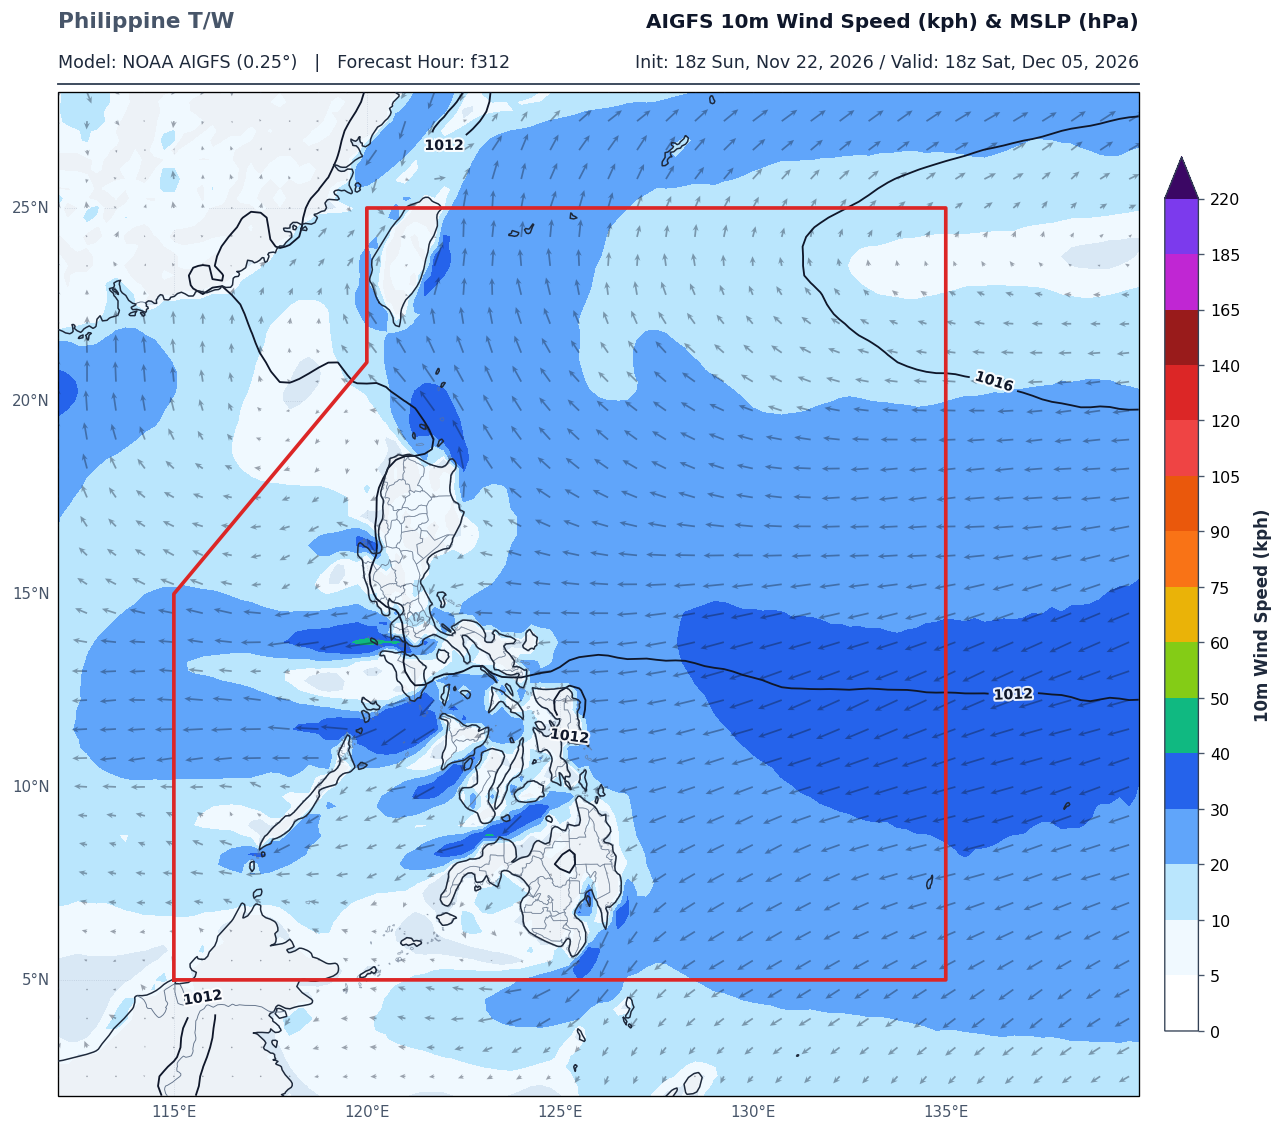 Philippine T/W
AIGFS 10m Wind Speed (kph) & MSLP (hPa)
Model: NOAA AIGFS (0.25°) | Forecast Hour: f312
Init: 18z Sun, Nov 22, 2026 / Valid: 18z Sat, Dec 05, 2026
1012
1016
1012
1012
1012
25°N
20°N
15°N
10°N
5°N
115°E
120°E
125°E
130°E
135°E
220
185
165
140
120
105
90
75
60
50
40
30
20
10
5
0
10m Wind Speed (kph)